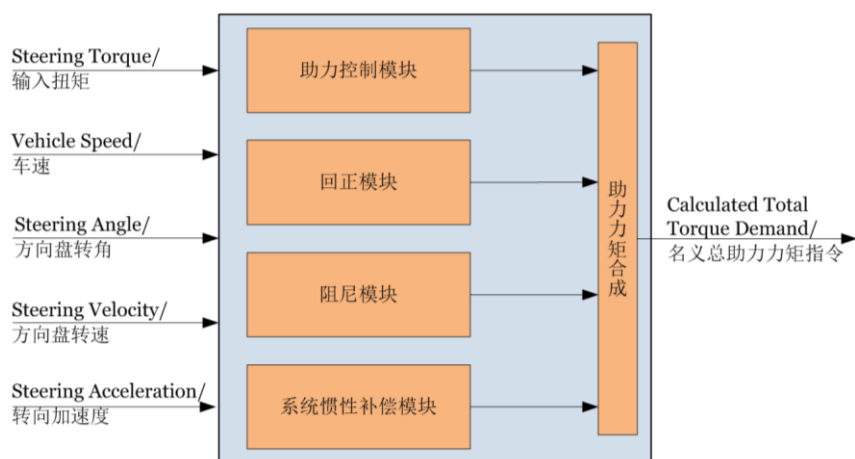 Steering Torque/
输入扭矩
Vehicle Speed/
车速
Steering Angle/
方向盘转角
Steering Velocity/
方向盘转速
Steering Acceleration/
转向加速度
助力控制模块
回正模块
阻尼模块
系统惯性补偿模块
助力力矩合成
Calculated Total
Torque Demand/
名义总助力力矩指令